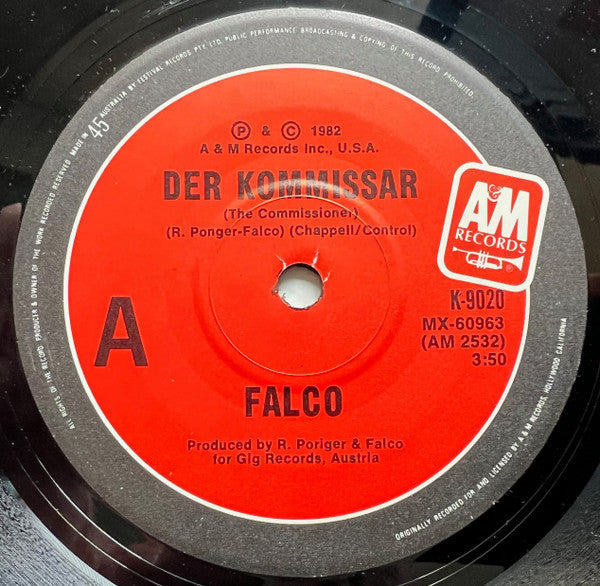 MADE IN AUSTRALIA BY FESTIVAL RECORDS PTY. LTD. PUBLIC PERFORMANCE BROADCASTING & COPYING OF THIS RECORD PROHIBITED.
45
ALL RIGHTS OF THE RECORD PRODUCER & OWNER OF THE WORK RECORDED RESERVED.
Ⓟ & © 1982
A & M Records Inc., U.S.A.
DER KOMMISSAR
(The Commissioner)
(R. Ponger-Falco) (Chappell/Control)
A&M
RECORDS
®
K-9020
MX-60963
(AM 2532)
3:50
A
FALCO
Produced by R. Poriger & Falco
for Gig Records, Austria
ORIGINALLY RECORDED FOR AND LICENSED BY A & M RECORDS, HOLLYWOOD CALIFORNIA